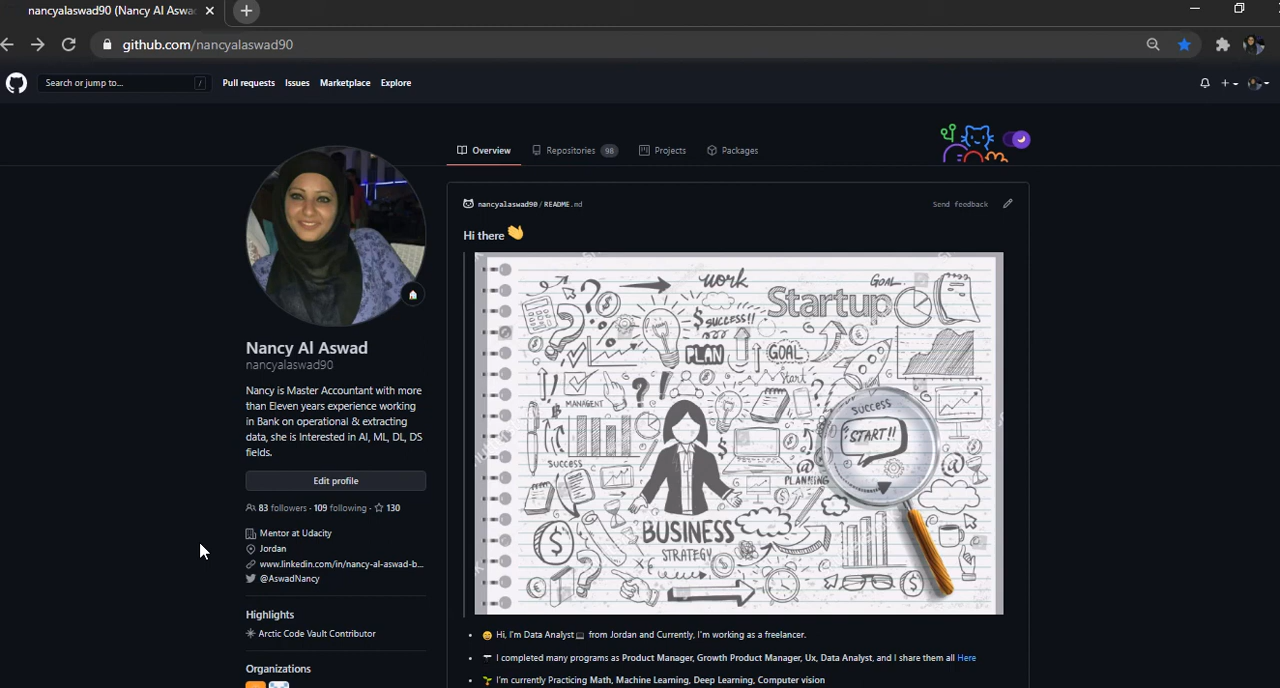 nancyalaswad90 (Nancy Al Aswa
github.com/nancyalaswad90
Search or jump to... /
Pull requests Issues Marketplace Explore
Overview Repositories 98 Projects Packages
nancyalaswad90/README.md Send feedback
Hi there
work
GOAL
Startup
$UCCESS!!
PLAN
GOAL
Start
MANAGMENT
SUCCESS
START!!
SUCCESS
PLANNING
BUSINESS
STRATEGY
Nancy Al Aswad
nancyalaswad90
Nancy is Master Accountant with more
than Eleven years experience working
in Bank on operational & extracting
data, she is Interested in AI, ML, DL, DS
fields.
Edit profile
83 followers · 109 following · 130
Mentor at Udacity
Jordan
www.linkedin.com/in/nancy-al-aswad-b...
@AswadNancy
Highlights
Arctic Code Vault Contributor
Organizations
Hi, I'm Data Analyst from Jordan and Currently, I'm working as a freelancer.
I completed many programs as Product Manager, Growth Product Manager, Ux, Data Analyst, and I share them all Here
I'm currently Practicing Math, Machine Learning, Deep Learning, Computer vision